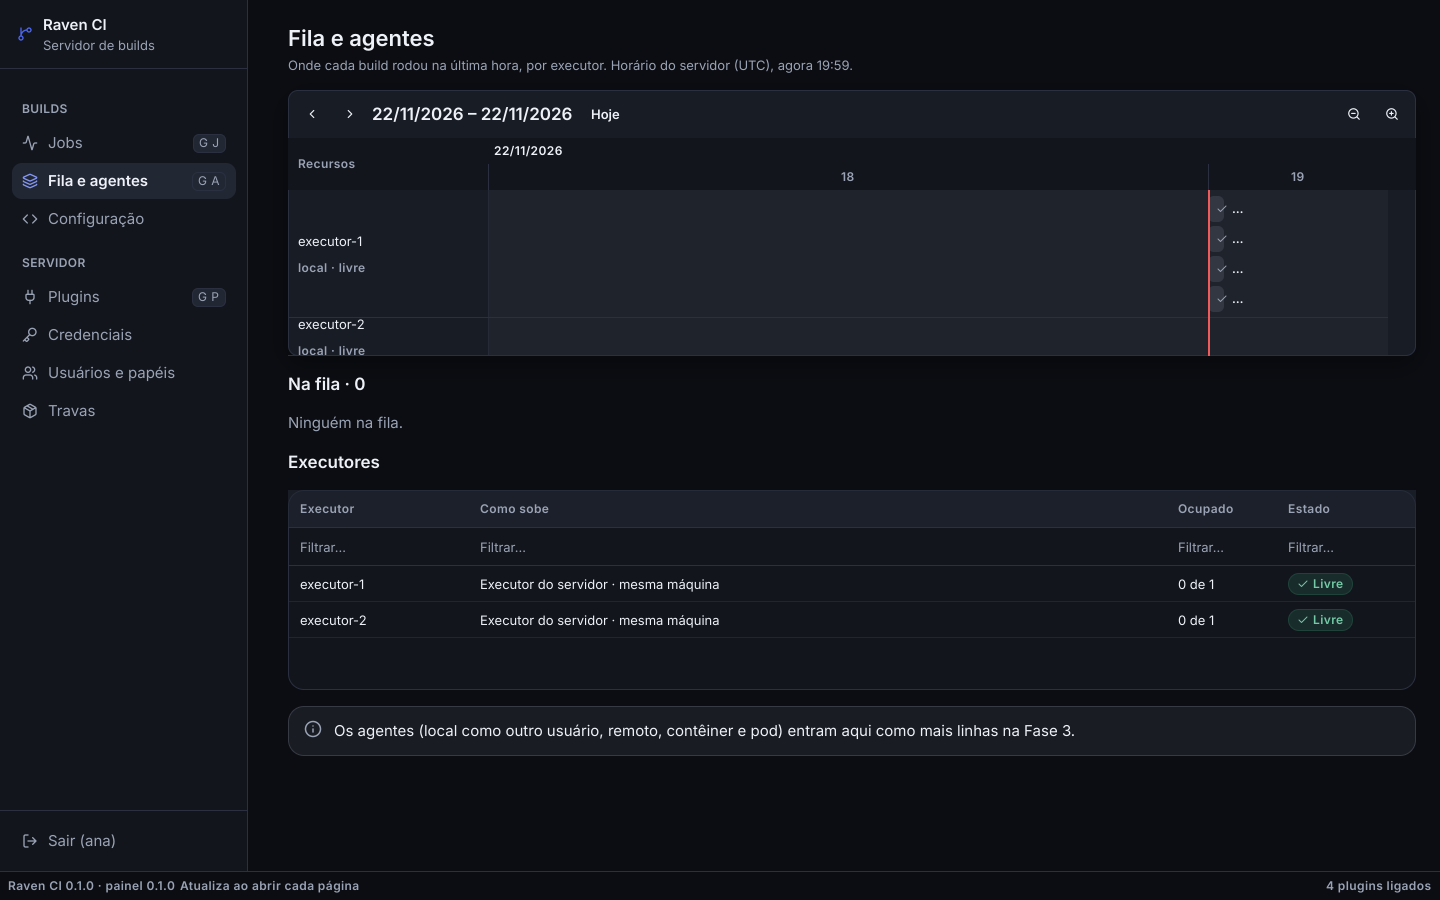 Raven CI
Servidor de builds
BUILDS
Jobs
G J
Fila e agentes
G A
Configuração
SERVIDOR
Plugins
G P
Credenciais
Usuários e papéis
Travas
Sair (ana)
Fila e agentes
Onde cada build rodou na última hora, por executor. Horário do servidor (UTC), agora 19:59.
22/11/2026 – 22/11/2026
Hoje
Recursos
22/11/2026
18
19
executor-1
local · livre
...
...
...
...
executor-2
local · livre
Na fila · 0
Ninguém na fila.
Executores
Executor Como sobe Ocupado Estado
Filtrar... Filtrar... Filtrar... Filtrar...
executor-1 Executor do servidor · mesma máquina 0 de 1 Livre
executor-2 Executor do servidor · mesma máquina 0 de 1 Livre
Os agentes (local como outro usuário, remoto, contêiner e pod) entram aqui como mais linhas na Fase 3.
Raven CI 0.1.0 · painel 0.1.0 Atualiza ao abrir cada página
4 plugins ligados